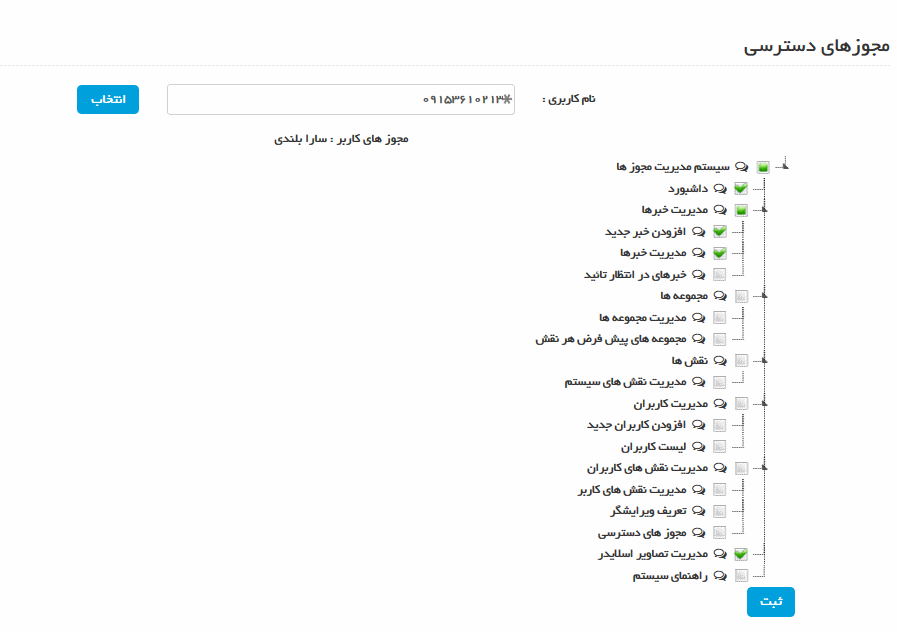 مجوزهای دسترسی
نام کاربری : ۰۹۱۵۳۶۱۰۲۱۳* انتخاب
مجوز های کاربر : سارا بلندی
سیستم مدیریت مجوز ها
داشبورد
مدیریت خبرها
افزودن خبر جدید
مدیریت خبرها
خبرهای در انتظار تائید
مجموعه ها
مدیریت مجموعه ها
مجموعه های پیش فرض هر نقش
نقش ها
مدیریت نقش های سیستم
مدیریت کاربران
افزودن کاربران جدید
لیست کاربران
مدیریت نقش های کاربران
مدیریت نقش های کاربر
تعریف ویرایشگر
مجوز های دسترسی
مدیریت تصاویر اسلایدر
راهنمای سیستم
ثبت